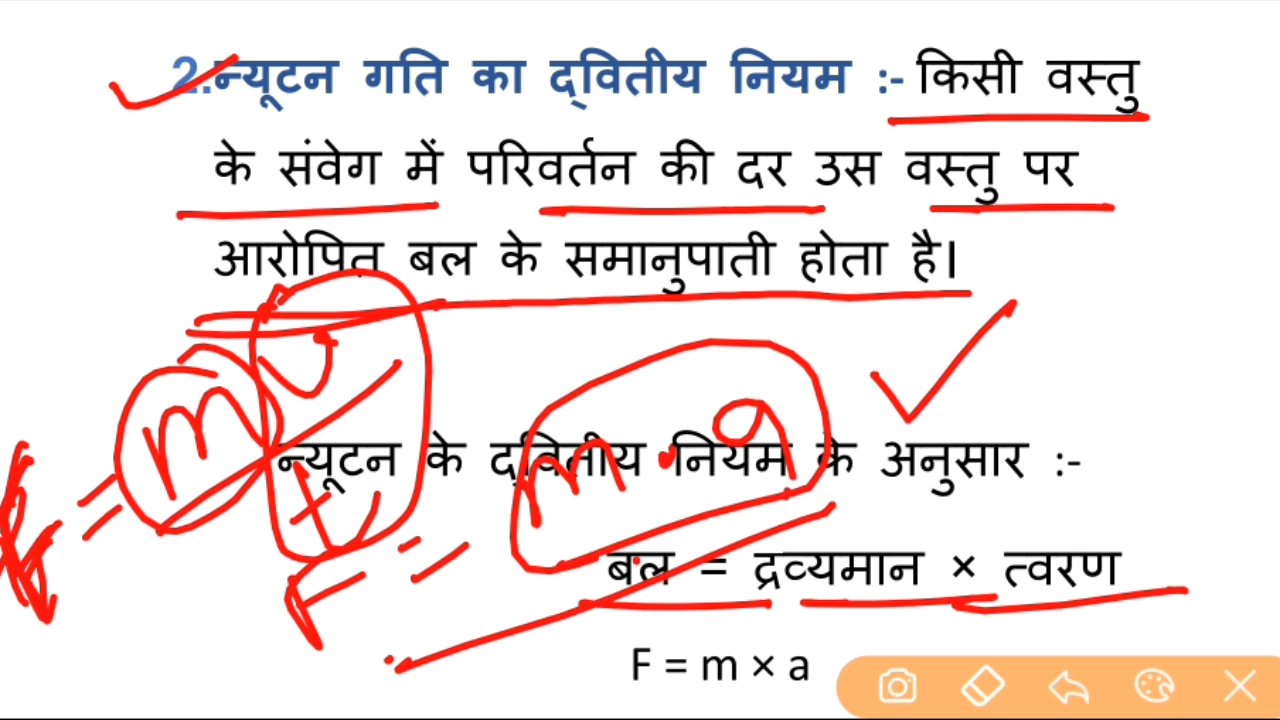 2.न्यूटन गति का द्वितीय नियम :- किसी वस्तु
के संवेग में परिवर्तन की दर उस वस्तु पर
आरोपित बल के समानुपाती होता है।
न्यूटन के द्वितीय नियम के अनुसार :-
बल = द्रव्यमान × त्वरण
F = m × a